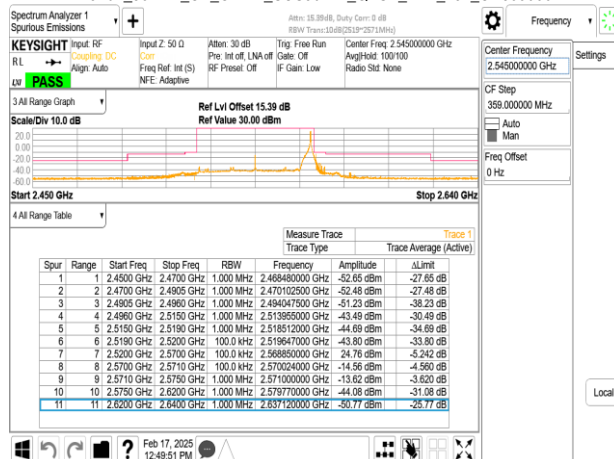 Spectrum Analyzer 1
Spurious Emissions
Attn: 15.39dB, Duty Corr: 0 dB
RBW Trans:10dB(2519~2571MHz)
Frequency
KEYSIGHT Input: RF Input Z: 50 Ω Atten: 30 dB Trig: Free Run Center Freq: 2.545000000 GHz
RL Coupling: DC Corr Pre: Int off, LNA off Gate: Off Avg|Hold: 100/100
Align: Auto Freq Ref: Int (S) RF Presel: Off IF Gain: Low Radio Std: None
PASS NFE: Adaptive
Center Frequency
2.545000000 GHz
Settings
CF Step
359.000000 MHz
Auto
Man
Freq Offset
0 Hz
Local
3 All Range Graph
Scale/Div 10.0 dB
Ref Lvl Offset 15.39 dB
Ref Value 30.00 dBm
20.0
0.00
-20.0
-40.0
-60.0
Start 2.450 GHz Stop 2.640 GHz
4 All Range Table
Measure Trace Trace 1
Trace Type Trace Average (Active)
Spur Range Start Freq Stop Freq RBW Frequency Amplitude ΔLimit
1 1 2.4500 GHz 2.4700 GHz 1.000 MHz 2.468480000 GHz -52.65 dBm -27.65 dB
2 2 2.4700 GHz 2.4905 GHz 1.000 MHz 2.470102500 GHz -52.48 dBm -27.48 dB
3 3 2.4905 GHz 2.4960 GHz 1.000 MHz 2.494047500 GHz -51.23 dBm -38.23 dB
4 4 2.4960 GHz 2.5150 GHz 1.000 MHz 2.513955000 GHz -43.49 dBm -30.49 dB
5 5 2.5150 GHz 2.5190 GHz 1.000 MHz 2.518512000 GHz -44.69 dBm -34.69 dB
6 6 2.5190 GHz 2.5200 GHz 100.0 kHz 2.519647000 GHz -43.80 dBm -33.80 dB
7 7 2.5200 GHz 2.5700 GHz 100.0 kHz 2.568850000 GHz 24.76 dBm -5.242 dB
8 8 2.5700 GHz 2.5710 GHz 100.0 kHz 2.570024000 GHz -14.56 dBm -4.560 dB
9 9 2.5710 GHz 2.5750 GHz 1.000 MHz 2.571000000 GHz -13.62 dBm -3.620 dB
10 10 2.5750 GHz 2.6200 GHz 1.000 MHz 2.579770000 GHz -44.08 dBm -31.08 dB
11 11 2.6200 GHz 2.6400 GHz 1.000 MHz 2.637120000 GHz -50.77 dBm -25.77 dB
Feb 17, 2025
12:49:51 PM